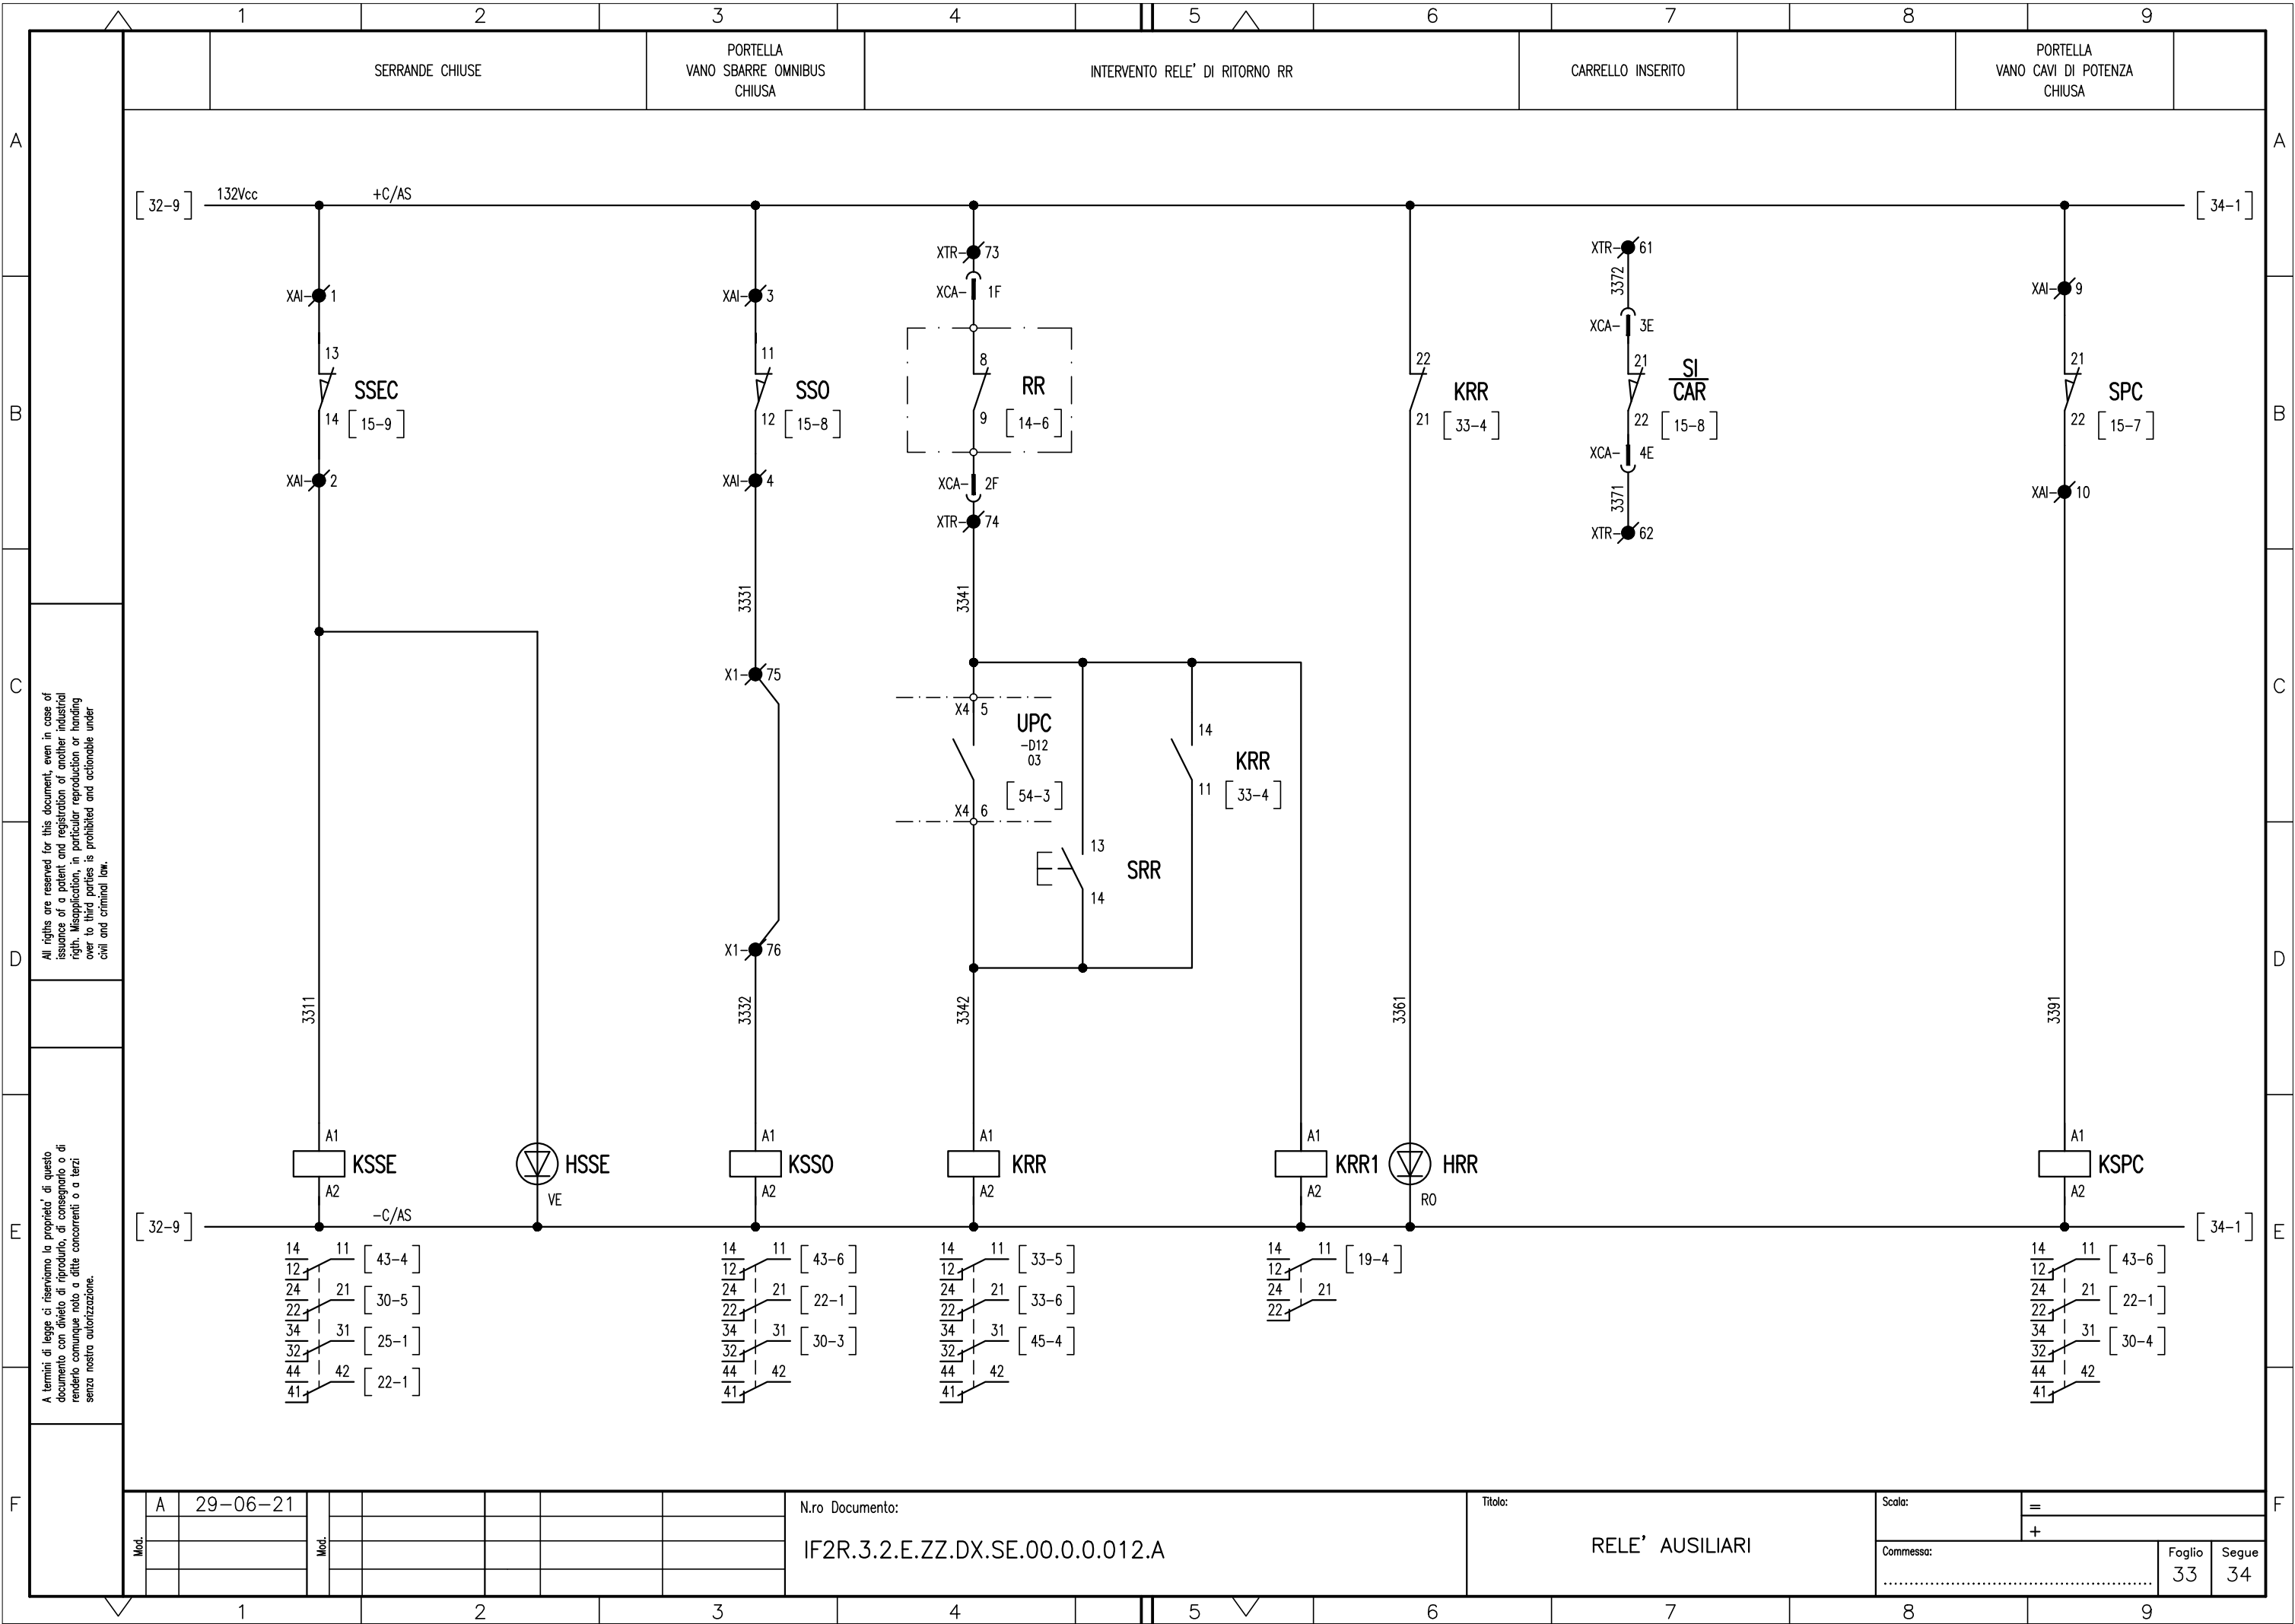 1 2 3 4 5 6 7 8 9
SERRANDE CHIUSE
PORTELLA
VANO SBARRE OMNIBUS
CHIUSA
INTERVENTO RELE' DI RITORNO RR
CARRELLO INSERITO
PORTELLA
VANO CAVI DI POTENZA
CHIUSA
A A
32-9 132Vcc +C/AS 34-1
XAI- 1
13
SSEC
14 15-9
XAI- 2
3311
A1
KSSE
A2
HSSE
VE
XAI- 3
11
SSO
12 15-8
XAI- 4
3331
X1- 75
X1- 76
3332
A1
KSSO
A2
XTR- 73
XCA- 1F
8
RR
9 14-6
XCA- 2F
XTR- 74
3341
X4 5
UPC
-D12
03
54-3
X4 6
13
SRR
14
14
KRR
11 33-4
3342
A1
KRR
A2
A1
KRR1
A2
22
KRR
21 33-4
3361
HRR
RO
XTR- 61
3372
XCA- 3E
21
SI
CAR
22 15-8
XCA- 4E
3371
XTR- 62
XAI- 9
21
SPC
22 15-7
XAI- 10
3391
A1
KSPC
A2
B B
C C
D D
E E
F F
32-9 -C/AS 34-1
14 11 43-4
12
24 21 30-5
22
34 31 25-1
32
44 42 22-1
41
14 11 43-6
12
24 21 22-1
22
34 31 30-3
32
44 42
41
14 11 33-5
12
24 21 33-6
22
34 31 45-4
32
44 42
41
14 11 19-4
12
24 21
22
14 11 43-6
12
24 21 22-1
22
34 31 30-4
32
44 42
41
All rigths are reserved for this document, even in case of
issuance of a patent and registration of another industrial
rigth. Misapplication, in particular reproduction or handing
over to third parties is prohibited and actionable under
civil and criminal law.
A termini di legge ci riserviamo la proprieta' di questo
documento con divieto di riprodurlo, di consegnarlo o di
renderlo comunque noto a ditte concorrenti o a terzi
senza nostra autorizzazione.
A 29-06-21
Mod. Mod.
N.ro Documento:
IF2R.3.2.E.ZZ.DX.SE.00.0.0.012.A
Titolo:
RELE' AUSILIARI
Scala:
=
+
Commessa:
Foglio
33
Segue
34
1 2 3 4 5 6 7 8 9